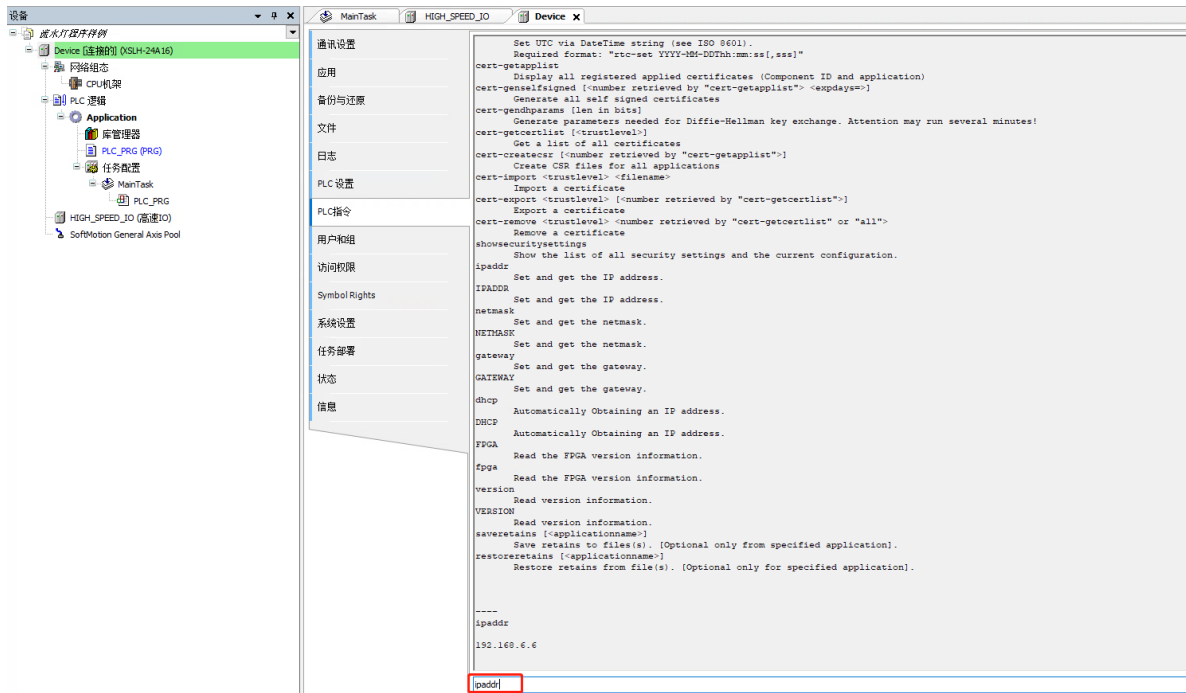 设备
流水灯程序样例
Device [连接的] (XSLH-24A16)
网络组态
CPU机架
PLC 逻辑
Application
库管理器
PLC_PRG (PRG)
任务配置
MainTask
PLC_PRG
HIGH_SPEED_IO (高速IO)
SoftMotion General Axis Pool
MainTask
HIGH_SPEED_IO
Device
通讯设置
应用
备份与还原
文件
日志
PLC 设置
PLC指令
用户和组
访问权限
Symbol Rights
系统设置
任务部署
状态
信息
Set UTC via DateTime string (see ISO 8601).
Required format: "rtc-set YYYY-MM-DDThh:mm:ss[,sss]"
cert-getapplist
Display all registered applied certificates (Component ID and application)
cert-genselfsigned [<number retrieved by "cert-getapplist"> <expdays=>]
Generate all self signed certificates
cert-gendhparams [len in bits]
Generate parameters needed for Diffie-Hellman key exchange. Attention may run several minutes!
cert-getcertlist [<trustlevel>]
Get a list of all certificates
cert-createcsr [<number retrieved by "cert-getapplist">]
Create CSR files for all applications
cert-import <trustlevel> <filename>
Import a certificate
cert-export <trustlevel> [<number retrieved by "cert-getcertlist">]
Export a certificate
cert-remove <trustlevel> <number retrieved by "cert-getcertlist" or "all">
Remove a certificate
showsecuritysettings
Show the list of all security settings and the current configuration.
ipaddr
Set and get the IP address.
IPADDR
Set and get the IP address.
netmask
Set and get the netmask.
NETMASK
Set and get the netmask.
gateway
Set and get the gateway.
GATEWAY
Set and get the gateway.
dhcp
Automatically Obtaining an IP address.
DHCP
Automatically Obtaining an IP address.
FPGA
Read the FPGA version information.
fpga
Read the FPGA version information.
version
Read version information.
VERSION
Read version information.
saveretains [<applicationname>]
Save retains to files(s). [Optional only from specified application].
restoreretains [<applicationname>]
Restore retains from file(s). [Optional only for specified application].
----
ipaddr
192.168.6.6
ipaddr